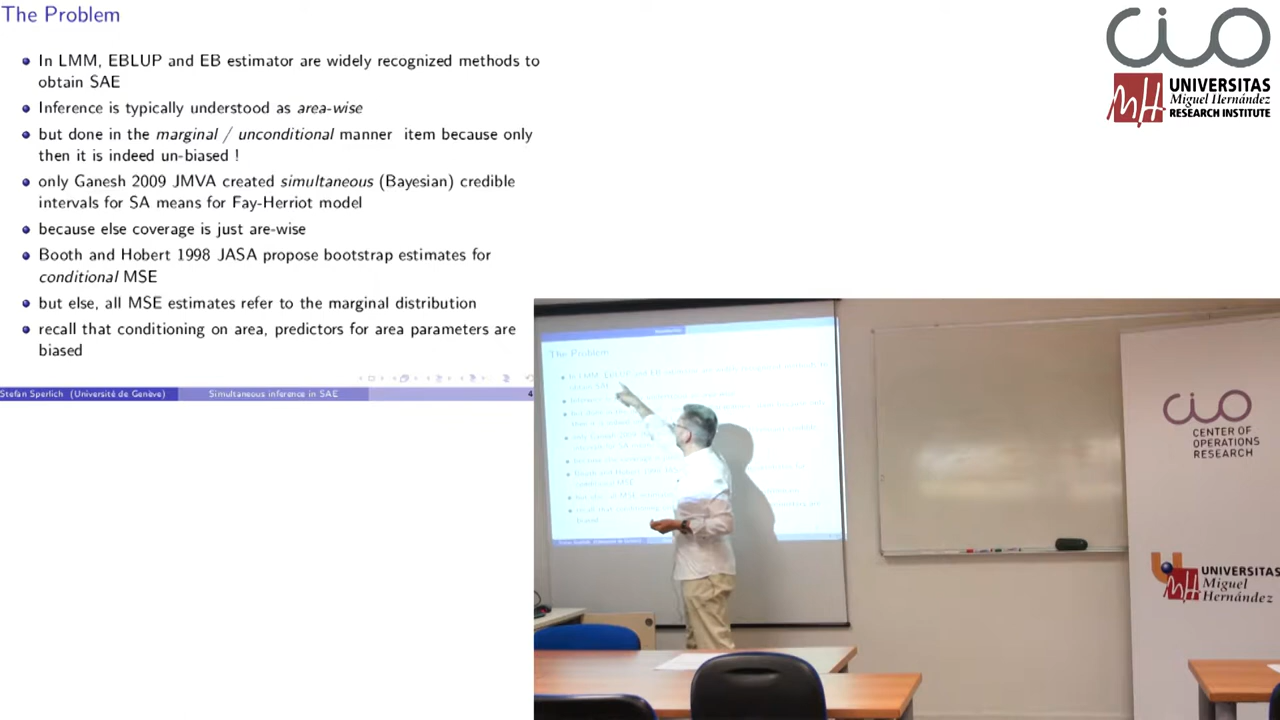 The Problem
In LMM, EBLUP and EB estimator are widely recognized methods to
obtain SAE
Inference is typically understood as area-wise
but done in the marginal / unconditional manner item because only
then it is indeed un-biased !
only Ganesh 2009 JMVA created simultaneous (Bayesian) credible
intervals for SA means for Fay-Herriot model
because else coverage is just are-wise
Booth and Hobert 1998 JASA propose bootstrap estimates for
conditional MSE
but else, all MSE estimates refer to the marginal distribution
recall that conditioning on area, predictors for area parameters are
biased
Stefan Sperlich (Université de Genève) Simultaneous inference in SAE 4
cio
UNIVERSITAS
Miguel Hernández
RESEARCH INSTITUTE
The Problem
cio
CENTER OF
OPERATIONS
RESEARCH
UNIVERSITAS
Miguel
Hernández